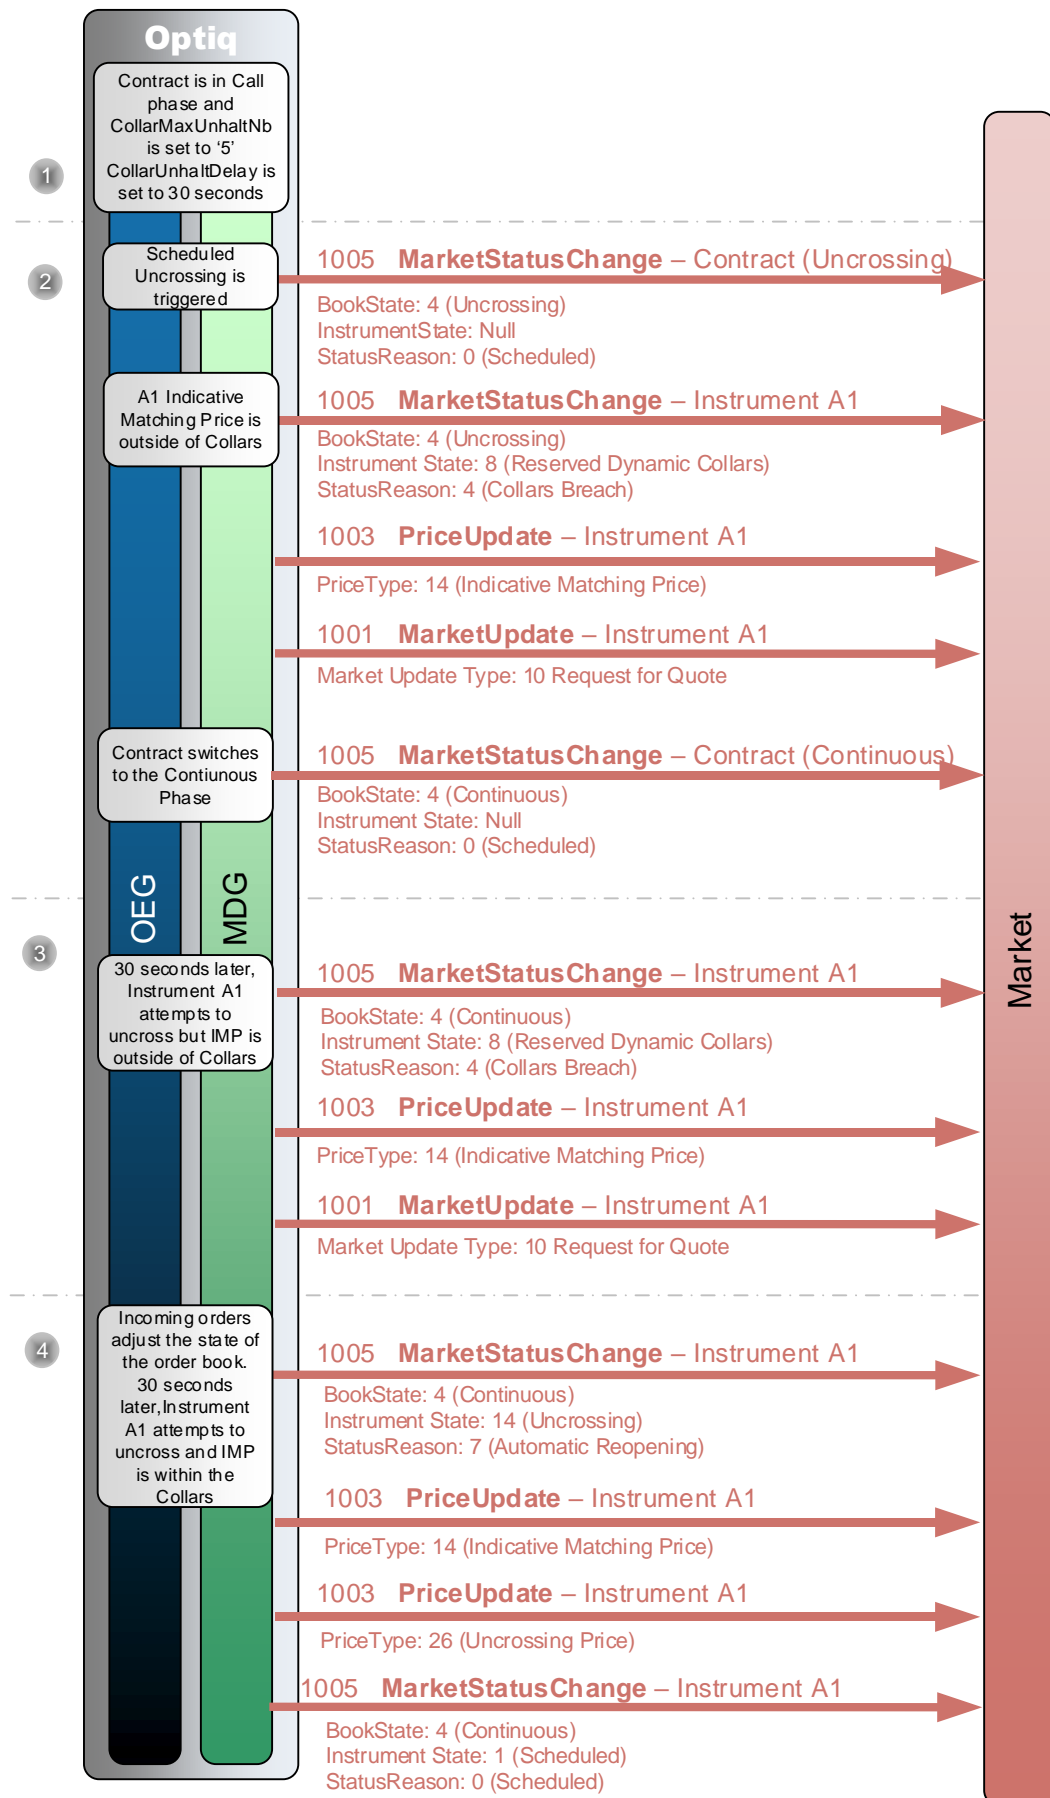 Optiq
Contract is in Call
phase and
CollarMaxUnhaltNb
is set to ‘5’
CollarUnhaltDelay is
set to 30 seconds
1
2
Scheduled
Uncrossing is
triggered
1005 MarketStatusChange – Contract (Uncrossing)
BookState: 4 (Uncrossing)
InstrumentState: Null
StatusReason: 0 (Scheduled)
A1 Indicative
Matching Price is
outside of Collars
1005 MarketStatusChange – Instrument A1
BookState: 4 (Uncrossing)
Instrument State: 8 (Reserved Dynamic Collars)
StatusReason: 4 (Collars Breach)
1003 PriceUpdate – Instrument A1
PriceType: 14 (Indicative Matching Price)
1001 MarketUpdate – Instrument A1
Market Update Type: 10 Request for Quote
Contract switches
to the Contiunous
Phase
1005 MarketStatusChange – Contract (Continuous)
BookState: 4 (Continuous)
Instrument State: Null
StatusReason: 0 (Scheduled)
OEG
MDG
Market
3
30 seconds later,
Instrument A1
attempts to
uncross but IMP is
outside of Collars
1005 MarketStatusChange – Instrument A1
BookState: 4 (Continuous)
Instrument State: 8 (Reserved Dynamic Collars)
StatusReason: 4 (Collars Breach)
1003 PriceUpdate – Instrument A1
PriceType: 14 (Indicative Matching Price)
1001 MarketUpdate – Instrument A1
Market Update Type: 10 Request for Quote
4
Incoming orders
adjust the state of
the order book.
30 seconds
later,Instrument
A1 attempts to
uncross and IMP
is within the
Collars
1005 MarketStatusChange – Instrument A1
BookState: 4 (Continuous)
Instrument State: 14 (Uncrossing)
StatusReason: 7 (Automatic Reopening)
1003 PriceUpdate – Instrument A1
PriceType: 14 (Indicative Matching Price)
1003 PriceUpdate – Instrument A1
PriceType: 26 (Uncrossing Price)
1005 MarketStatusChange – Instrument A1
BookState: 4 (Continuous)
Instrument State: 1 (Scheduled)
StatusReason: 0 (Scheduled)